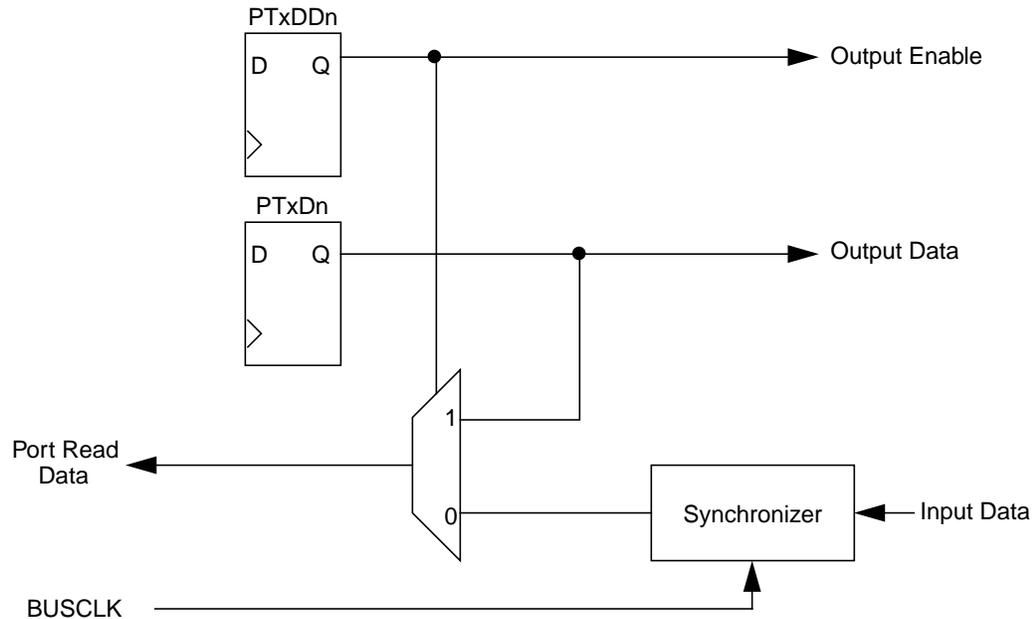 PTxDDn
D Q
Output Enable
PTxDn
D Q
Output Data
1
Port Read
Data
0
Synchronizer
Input Data
BUSCLK